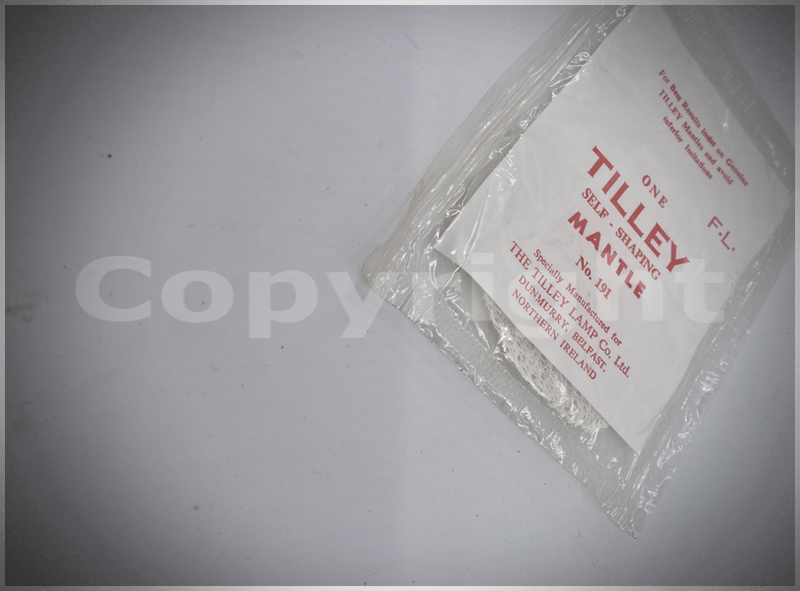 For Best Results insist on Genuine
TILLEY Mantles and avoid
inferior Imitations
ONE
F.L.
TILLEY
SELF - SHAPING
MANTLE
No. 191
Specially Manufactured for
THE TILLEY LAMP Co. Ltd.
DUNMURRY, BELFAST,
NORTHERN IRELAND
Copyright